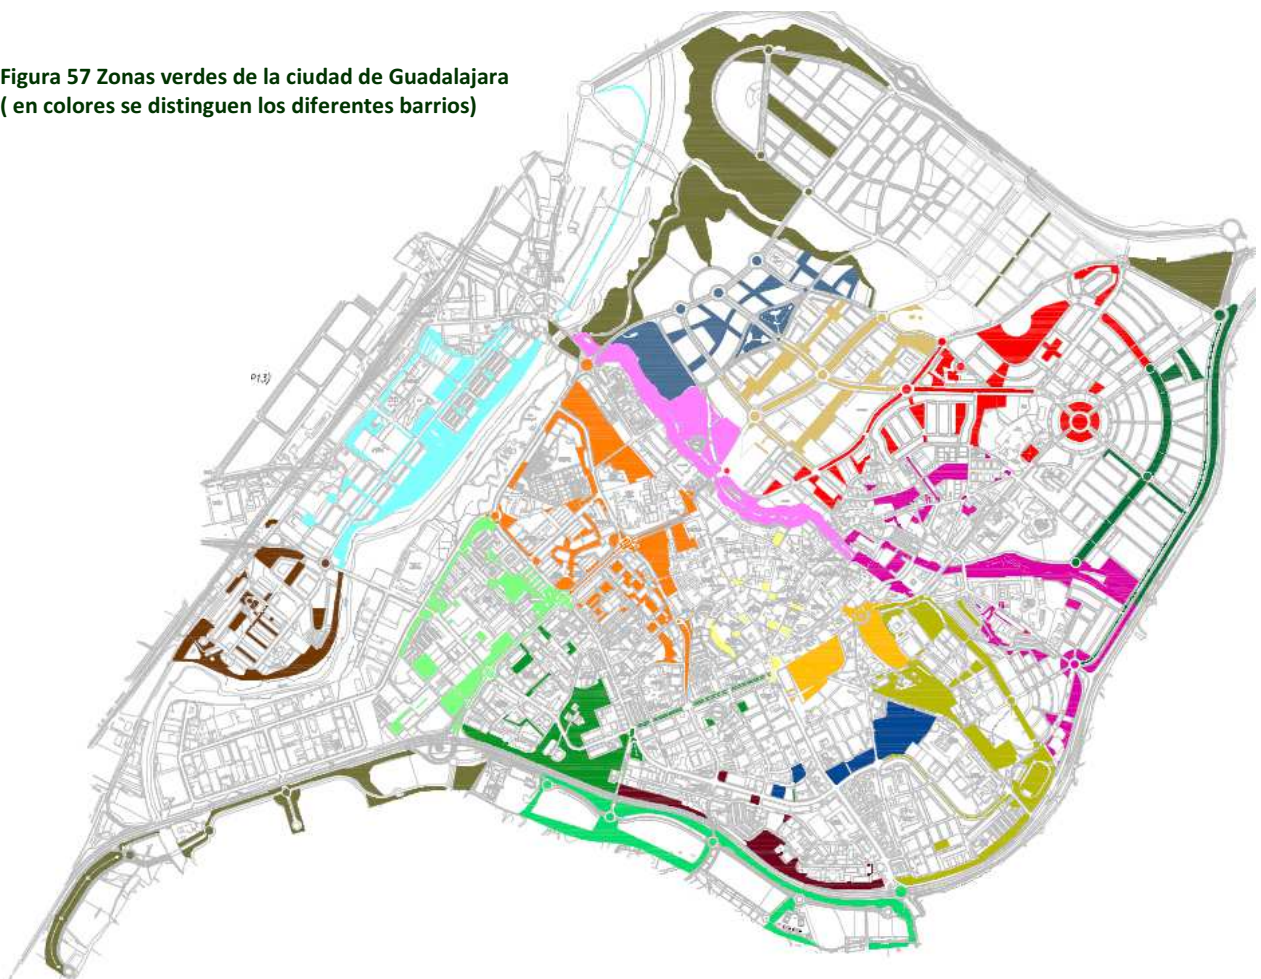 Figura 57 Zonas verdes de la ciudad de Guadalajara
( en colores se distinguen los diferentes barrios)